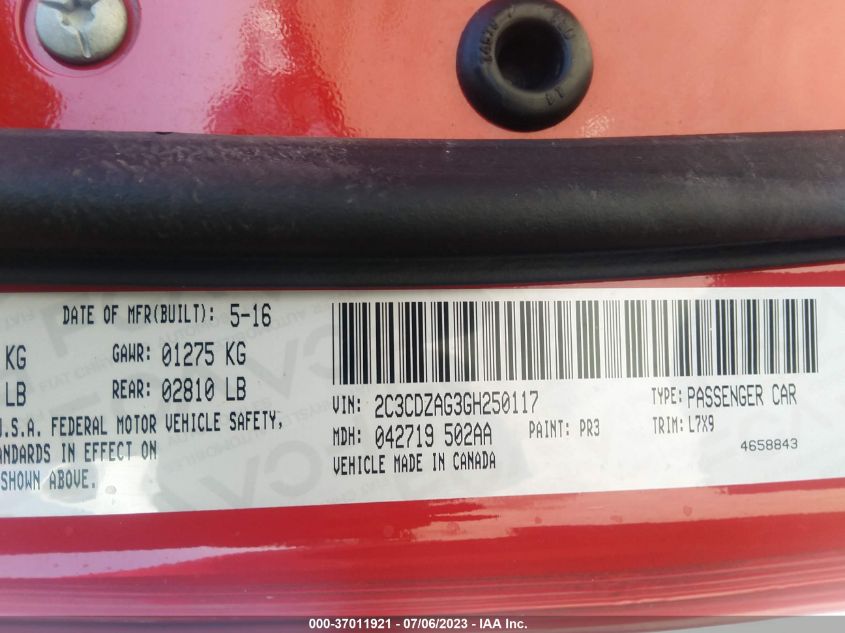 DATE OF MFR(BUILT): 5-16
KG GAWR: 01275 KG
LB REAR: 02810 LB
U.S.A. FEDERAL MOTOR VEHICLE SAFETY,
ANDARDS IN EFFECT ON
SHOWN ABOVE.
VIN: 2C3CDZAG3GH250117
TYPE: PASSENGER CAR
MDH: 042719 502AA
PAINT: PR3
TRIM: L7X9
VEHICLE MADE IN CANADA
4658843
000-37011921 / 07/06/2023 - IAA Inc.